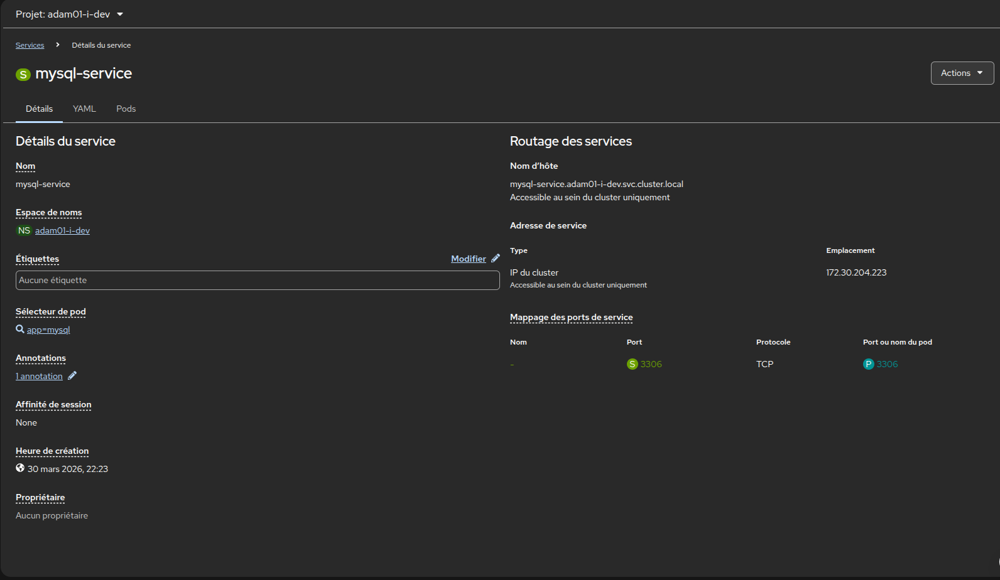 Projet: adam01-i-dev
Services > Détails du service
S mysql-service
Actions
Détails YAML Pods
Détails du service
Nom
mysql-service
Espace de noms
NS adam01-i-dev
Étiquettes Modifier
Aucune étiquette
Sélecteur de pod
app=mysql
Annotations
1 annotation
Affinité de session
None
Heure de création
30 mars 2026, 22:23
Propriétaire
Aucun propriétaire
Routage des services
Nom d’hôte
mysql-service.adam01-i-dev.svc.cluster.local
Accessible au sein du cluster uniquement
Adresse de service
Type Emplacement
IP du cluster 172.30.204.223
Accessible au sein du cluster uniquement
Mappage des ports de service
Nom Port Protocole Port ou nom du pod
- S 3306 TCP P 3306